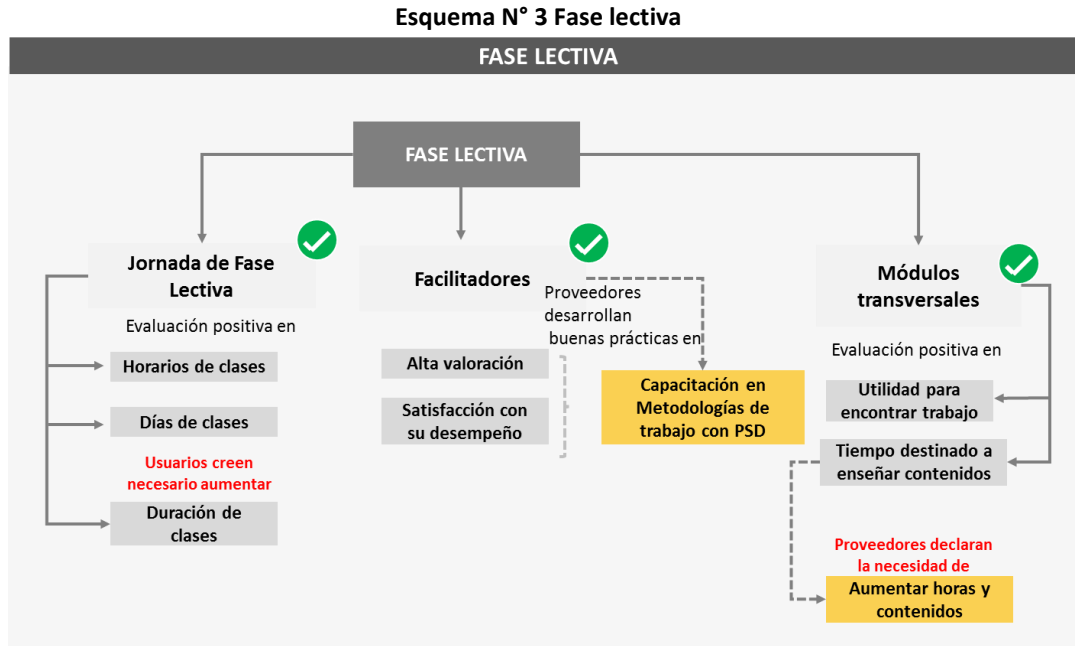 Esquema N° 3 Fase lectiva
FASE LECTIVA
FASE LECTIVA
Jornada de Fase
Lectiva
Evaluación positiva en
Horarios de clases
Días de clases
Usuarios creen
necesario aumentar
Duración de
clases
Facilitadores
Alta valoración
Satisfacción con
su desempeño
Proveedores
desarrollan
buenas prácticas en
Capacitación en
Metodologías de
trabajo con PSD
Módulos
transversales
Evaluación positiva en
Utilidad para
encontrar trabajo
Tiempo destinado a
enseñar contenidos
Proveedores declaran
la necesidad de
Aumentar horas y
contenidos